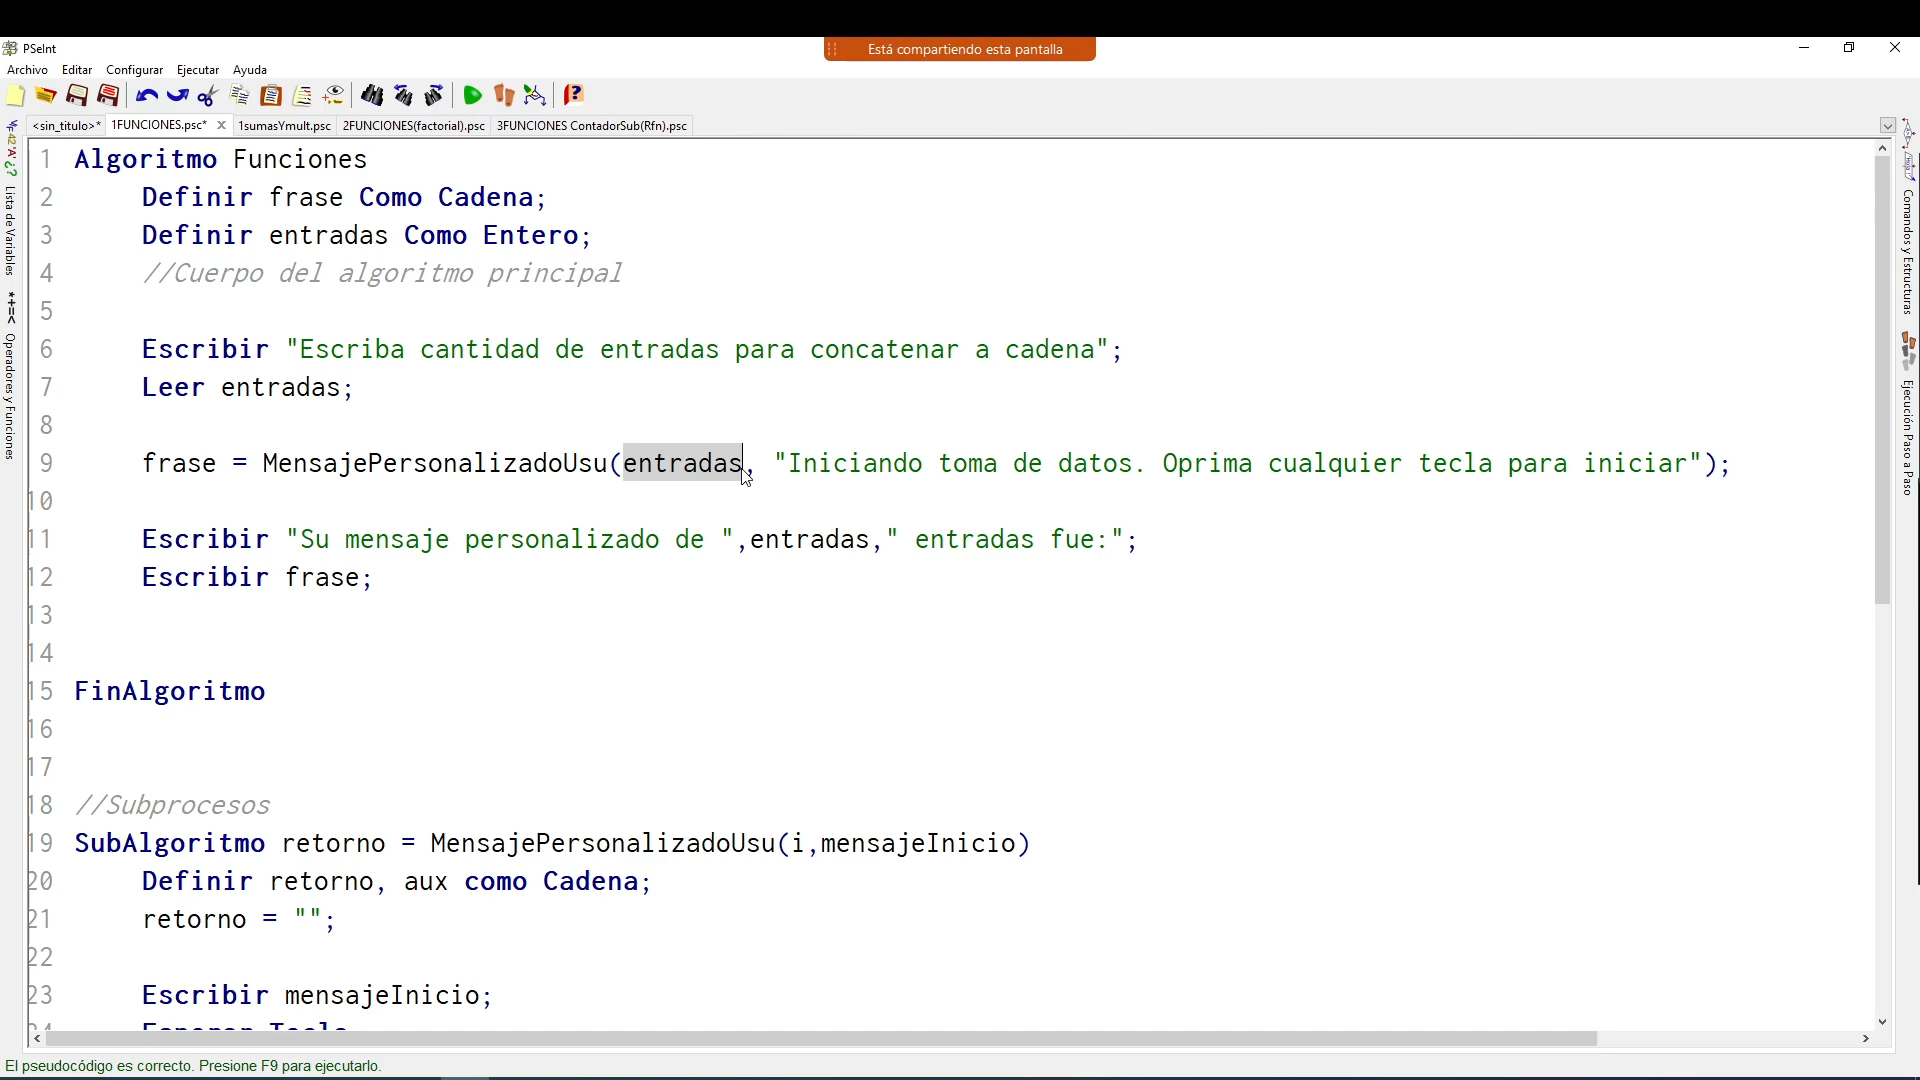 PSeInt
Está compartiendo esta pantalla
Archivo Editar Configurar Ejecutar Ayuda
<sin_titulo>* 1FUNCIONES.psc* 1sumasYmult.psc 2FUNCIONES(factorial).psc 3FUNCIONES ContadorSub(Rfn).psc
Lista de Variables
*+=< Operadores y Funciones
Comandos y Estructuras
Ejecución Paso a Paso
1 Algoritmo Funciones
2 Definir frase Como Cadena;
3 Definir entradas Como Entero;
4 //Cuerpo del algoritmo principal
5
6 Escribir "Escriba cantidad de entradas para concatenar a cadena";
7 Leer entradas;
8
9 frase = MensajePersonalizadoUsu(entradas, "Iniciando toma de datos. Oprima cualquier tecla para iniciar");
10
11 Escribir "Su mensaje personalizado de ",entradas," entradas fue:";
12 Escribir frase;
13
14
15 FinAlgoritmo
16
17
18 //Subprocesos
19 SubAlgoritmo retorno = MensajePersonalizadoUsu(i,mensajeInicio)
20 Definir retorno, aux como Cadena;
21 retorno = "";
22
23 Escribir mensajeInicio;
24 Esperar Tecla
El pseudocódigo es correcto. Presione F9 para ejecutarlo.